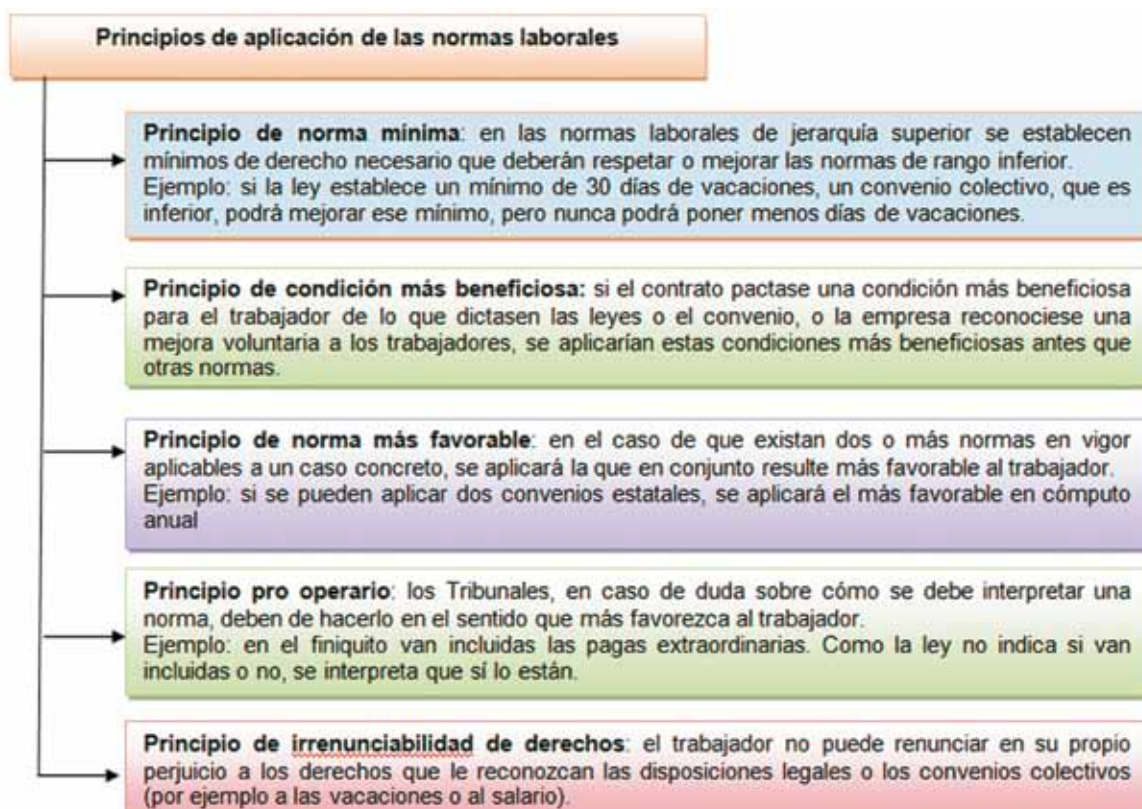 Principios de aplicación de las normas laborales
Principio de norma mínima: en las normas laborales de jerarquía superior se establecen
mínimos de derecho necesario que deberán respetar o mejorar las normas de rango inferior.
Ejemplo: si la ley establece un mínimo de 30 días de vacaciones, un convenio colectivo, que es
inferior, podrá mejorar ese mínimo, pero nunca podrá poner menos días de vacaciones.
Principio de condición más beneficiosa: si el contrato pactase una condición más beneficiosa
para el trabajador de lo que dictasen las leyes o el convenio, o la empresa reconociese una
mejora voluntaria a los trabajadores, se aplicarían estas condiciones más beneficiosas antes que
otras normas.
Principio de norma más favorable: en el caso de que existan dos o más normas en vigor
aplicables a un caso concreto, se aplicará la que en conjunto resulte más favorable al trabajador.
Ejemplo: si se pueden aplicar dos convenios estatales, se aplicará el más favorable en cómputo
anual
Principio pro operario: los Tribunales, en caso de duda sobre cómo se debe interpretar una
norma, deben de hacerlo en el sentido que más favorezca al trabajador.
Ejemplo: en el finiquito van incluidas las pagas extraordinarias. Como la ley no indica si van
incluidas o no, se interpreta que sí lo están.
Principio de irrenunciabilidad de derechos: el trabajador no puede renunciar en su propio
perjuicio a los derechos que le reconozcan las disposiciones legales o los convenios colectivos
(por ejemplo a las vacaciones o al salario).